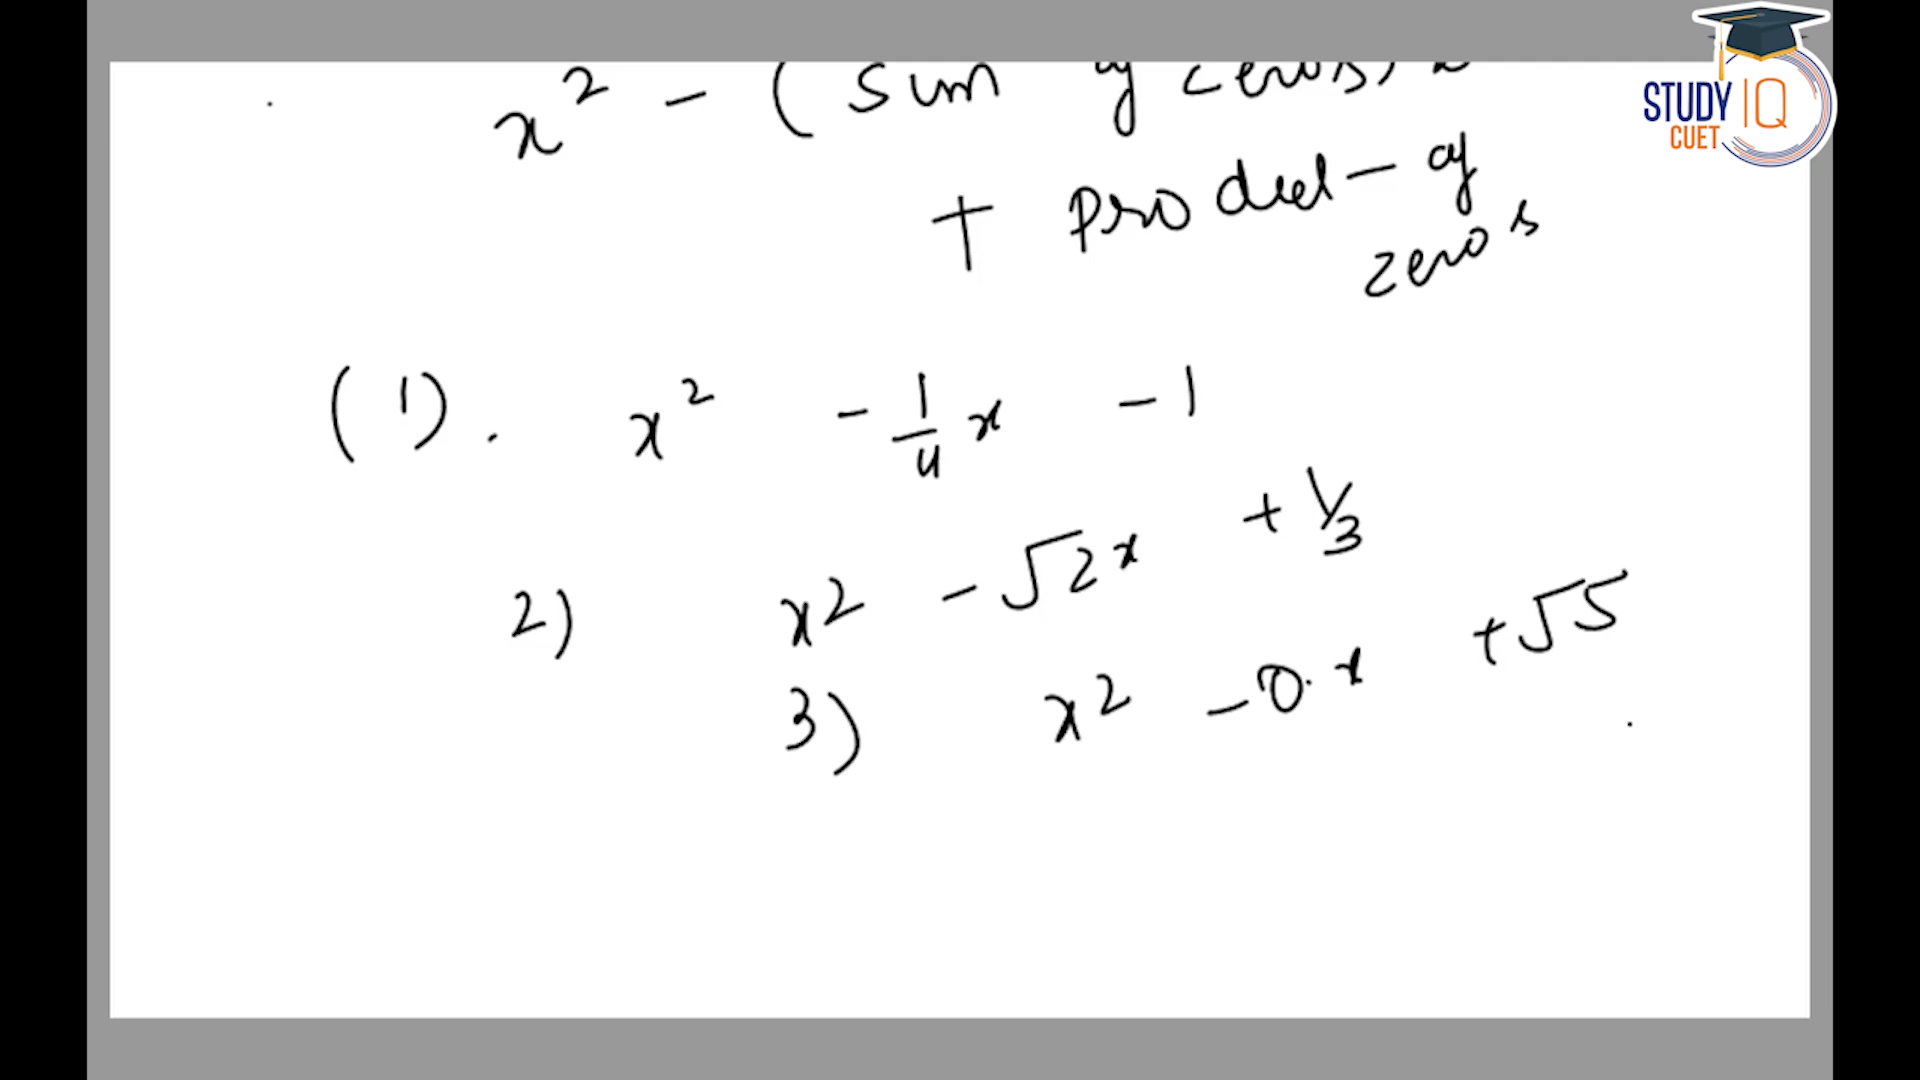 x² - (sum of zeros) x
+ Product of
zeros
(1). x² - 1/4 x - 1
2) x² - √2 x + 1/3
3) x² - 0. x + √5
STUDY IQ
CUET